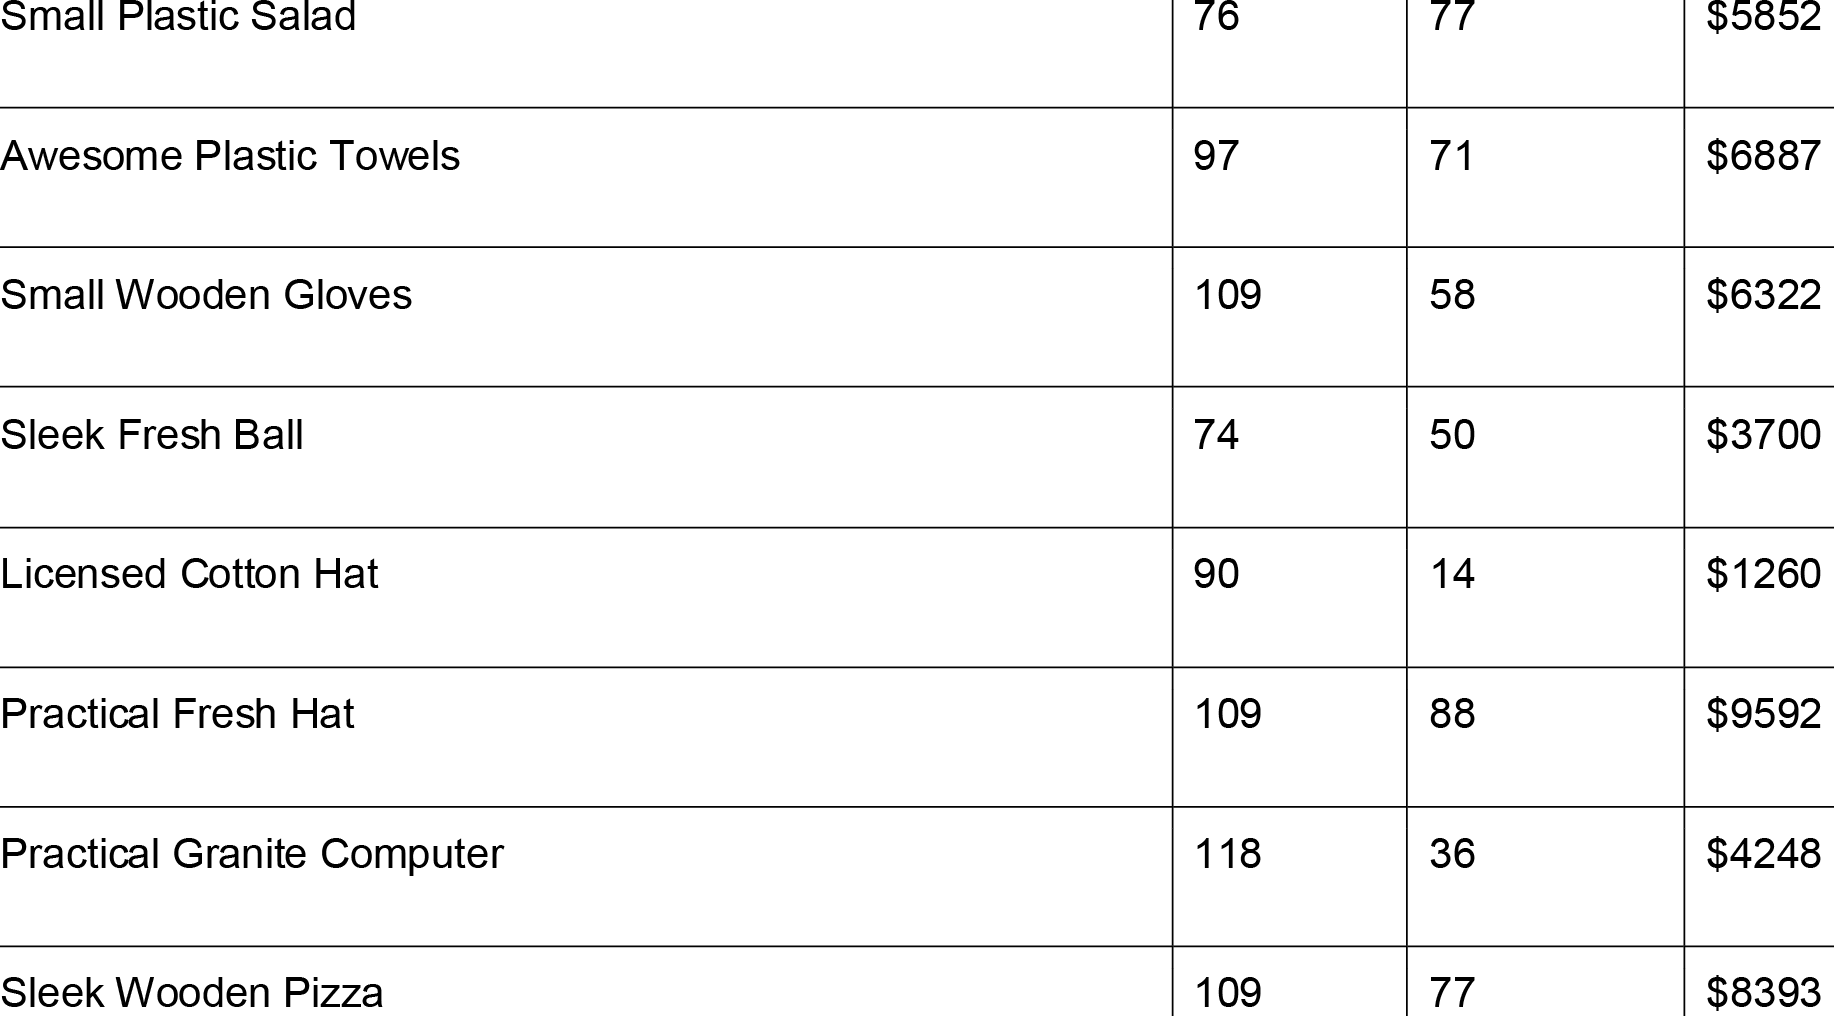 Small Plastic Salad 76 77 $5852
Awesome Plastic Towels 97 71 $6887
Small Wooden Gloves 109 58 $6322
Sleek Fresh Ball 74 50 $3700
Licensed Cotton Hat 90 14 $1260
Practical Fresh Hat 109 88 $9592
Practical Granite Computer 118 36 $4248
Sleek Wooden Pizza 109 77 $8393